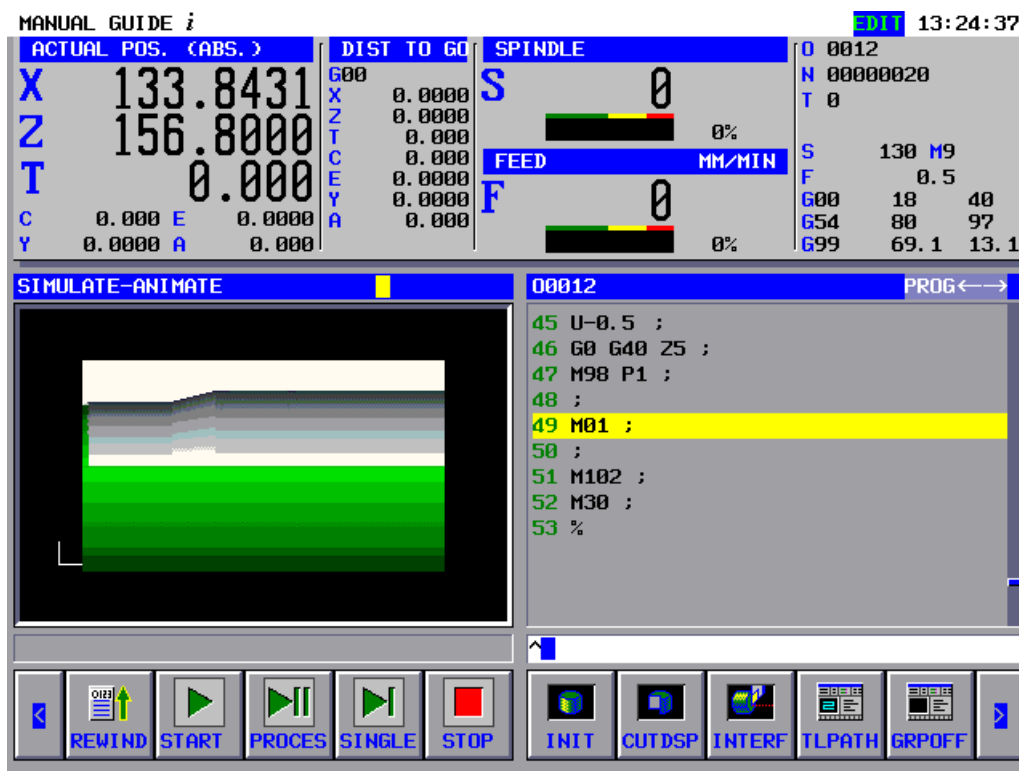 MANUAL GUIDE i EDIT 13:24:37
ACTUAL POS. (ABS.) DIST TO GO SPINDLE O 0012
X 133.8431 G00 S 0 N 00000020
X 0.0000 T 0
Z 156.8000 Z 0.0000
T 0.000 0%
C 0.000 FEED MM/MIN S 130 M9
T 0.000 E 0.0000 F 0 F 0.5
Y 0.0000 G00 18 40
C 0.000 E 0.0000 A 0.000 G54 80 97
Y 0.0000 A 0.000 0% G99 69.1 13.1
SIMULATE-ANIMATE O0012 PROG←→
45 U-0.5 ;
46 G0 G40 Z5 ;
47 M98 P1 ;
48 ;
49 M01 ;
50 ;
51 M102 ;
52 M30 ;
53 %
^
< REWIND START PROCES SINGLE STOP INIT CUTDSP INTERF TLPATH GRPOFF >